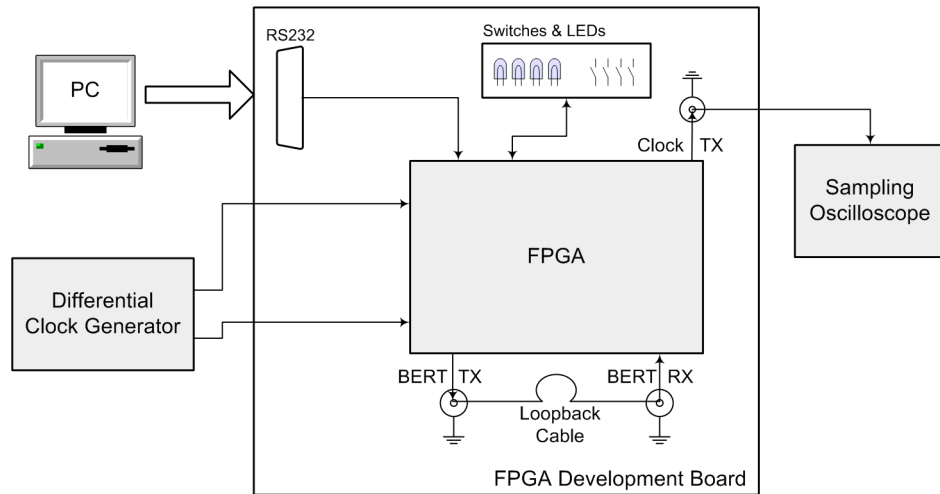 RS232
Switches & LEDs
PC
Clock TX
Sampling
Oscilloscope
FPGA
Differential
Clock Generator
BERT TX
BERT RX
Loopback
Cable
FPGA Development Board